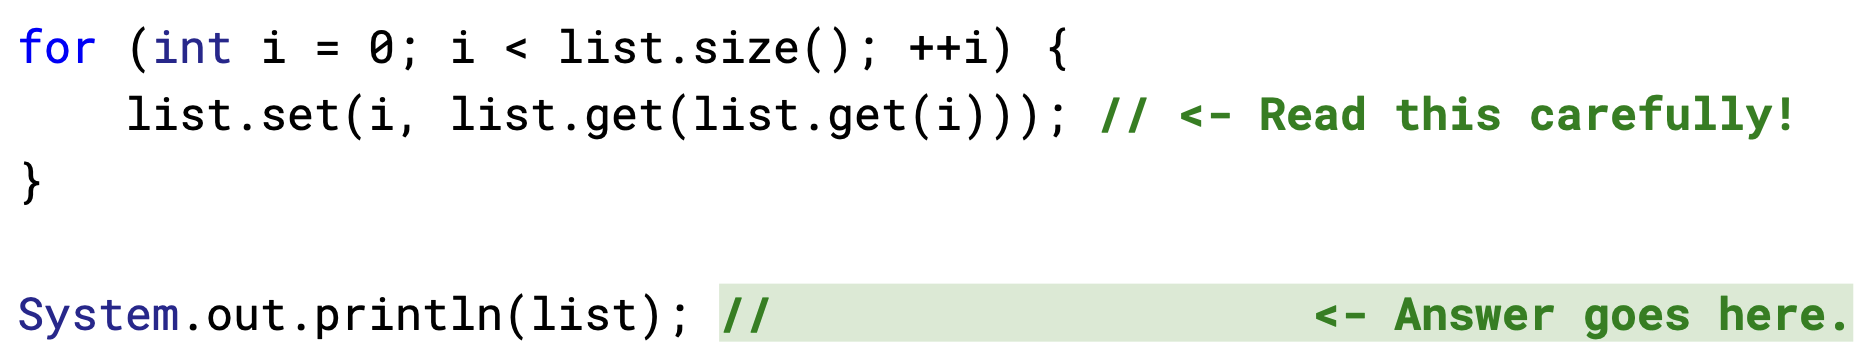 for (int i = 0; i < list.size(); ++i) {
    list.set(i, list.get(list.get(i))); // <- Read this carefully!
}
System.out.println(list); // <- Answer goes here.